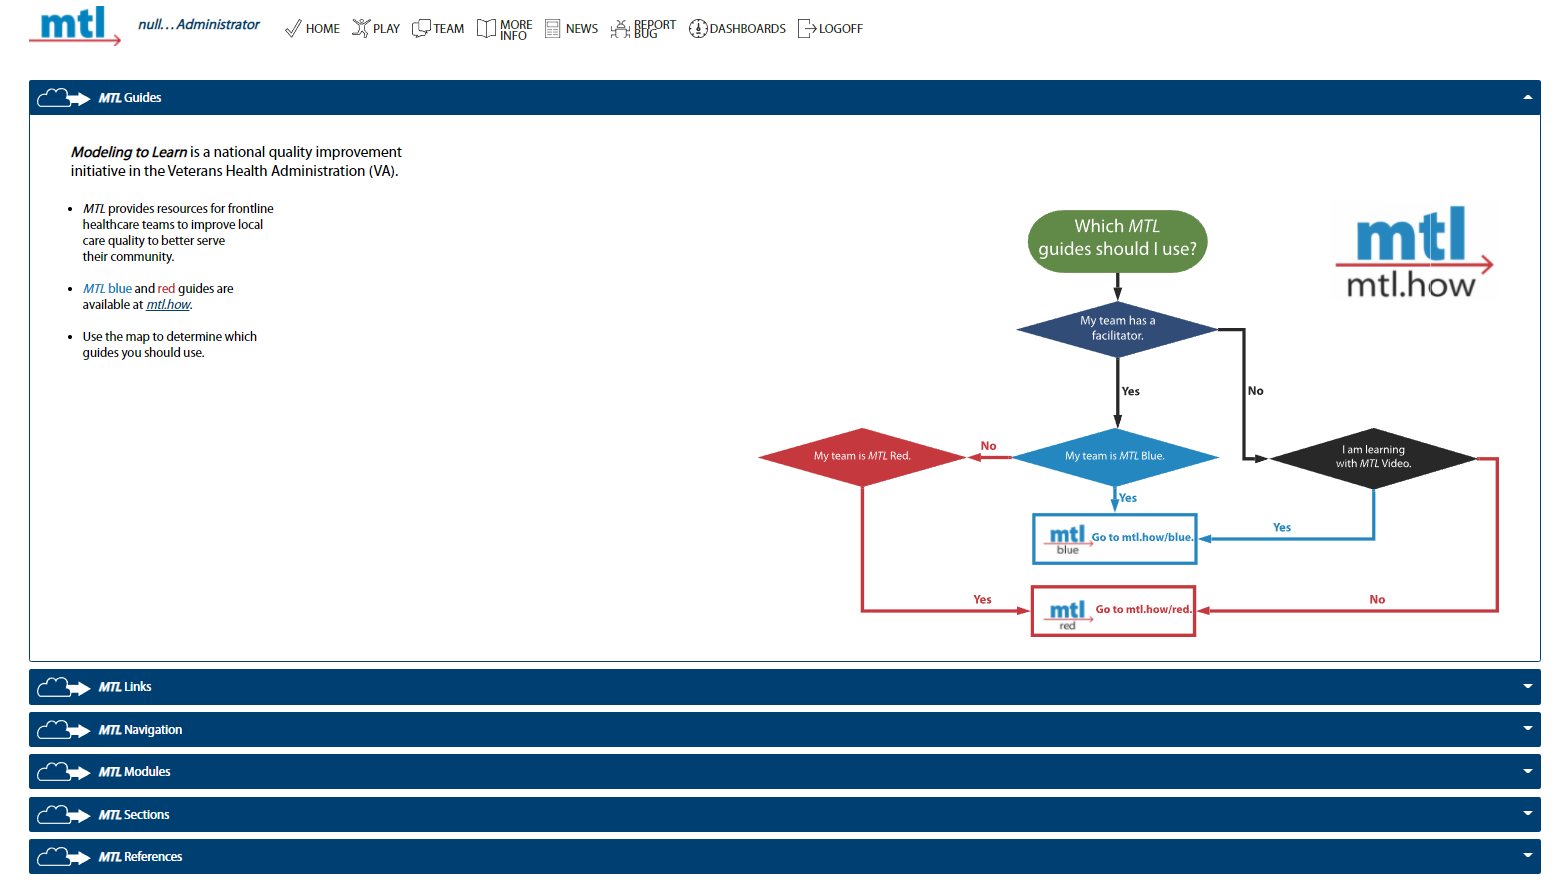 mtl
null... Administrator
HOME
PLAY
TEAM
MORE
INFO
NEWS
REPORT
BUG
DASHBOARDS
LOGOFF
MTL Guides
Modeling to Learn is a national quality improvement
initiative in the Veterans Health Administration (VA).
• MTL provides resources for frontline
healthcare teams to improve local
care quality to better serve
their community.
• MTL blue and red guides are
available at mtl.how.
• Use the map to determine which
guides you should use.
Which MTL
guides should I use?
mtl
mtl.how
My team has a
facilitator.
Yes
No
My team is MTL Red.
No
My team is MTL Blue.
I am learning
with MTL Video.
Yes
mtl
blue
Go to mtl.how/blue.
Yes
Yes
mtl
red
Go to mtl.how/red.
No
MTL Links
MTL Navigation
MTL Modules
MTL Sections
MTL References